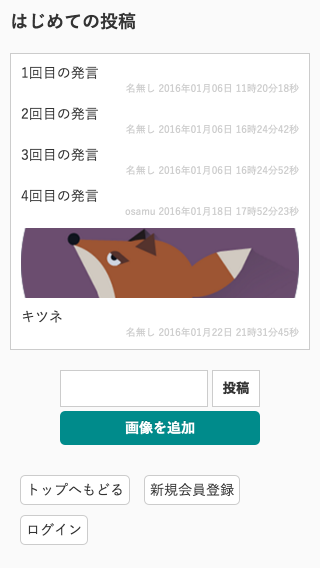 はじめての投稿
1回目の発言
名無し 2016年01月06日 11時20分18秒
2回目の発言
名無し 2016年01月06日 16時24分42秒
3回目の発言
名無し 2016年01月06日 16時24分52秒
4回目の発言
osamu 2016年01月18日 17時52分23秒
キツネ
名無し 2016年01月22日 21時31分45秒
投稿
画像を追加
トップへもどる 新規会員登録
ログイン